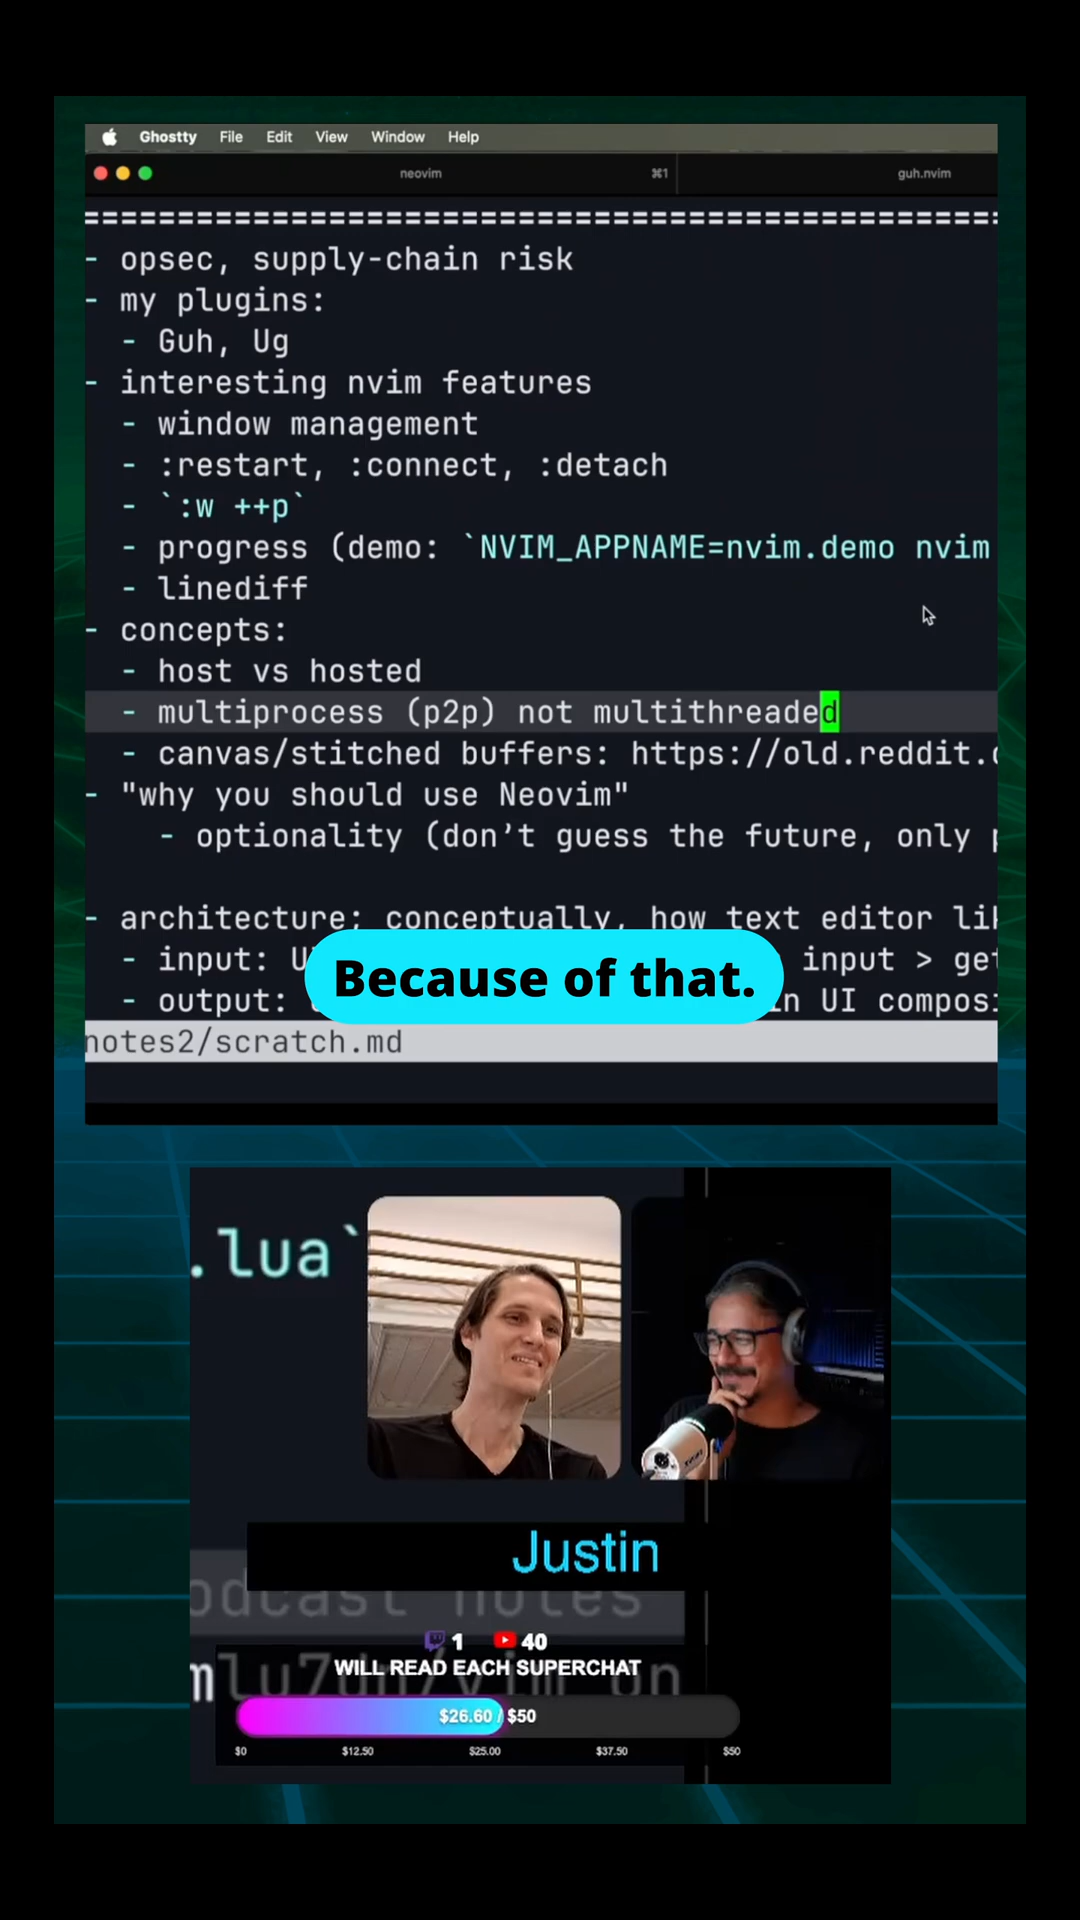 Ghostty File Edit View Window Help
neovim ⌘1 guh.nvim
================================================
- opsec, supply-chain risk
- my plugins:
- Guh, Ug
- interesting nvim features
- window management
- :restart, :connect, :detach
- `:w ++p`
- progress (demo: `NVIM_APPNAME=nvim.demo nvim
- linediff
- concepts:
- host vs hosted
- multiprocess (p2p) not multithreaded
- canvas/stitched buffers: https://old.reddit.
- "why you should use Neovim"
- optionality (don't guess the future, only
- architecture; conceptually, how text editor
- input: input >
Because of that.
- output: in UI
notes2/scratch.md
.lua`
Justin
podcast notes
1 40
WILL READ EACH SUPERCHAT
$26.60 / $50
$0 $12.50 $25.00 $37.50 $50